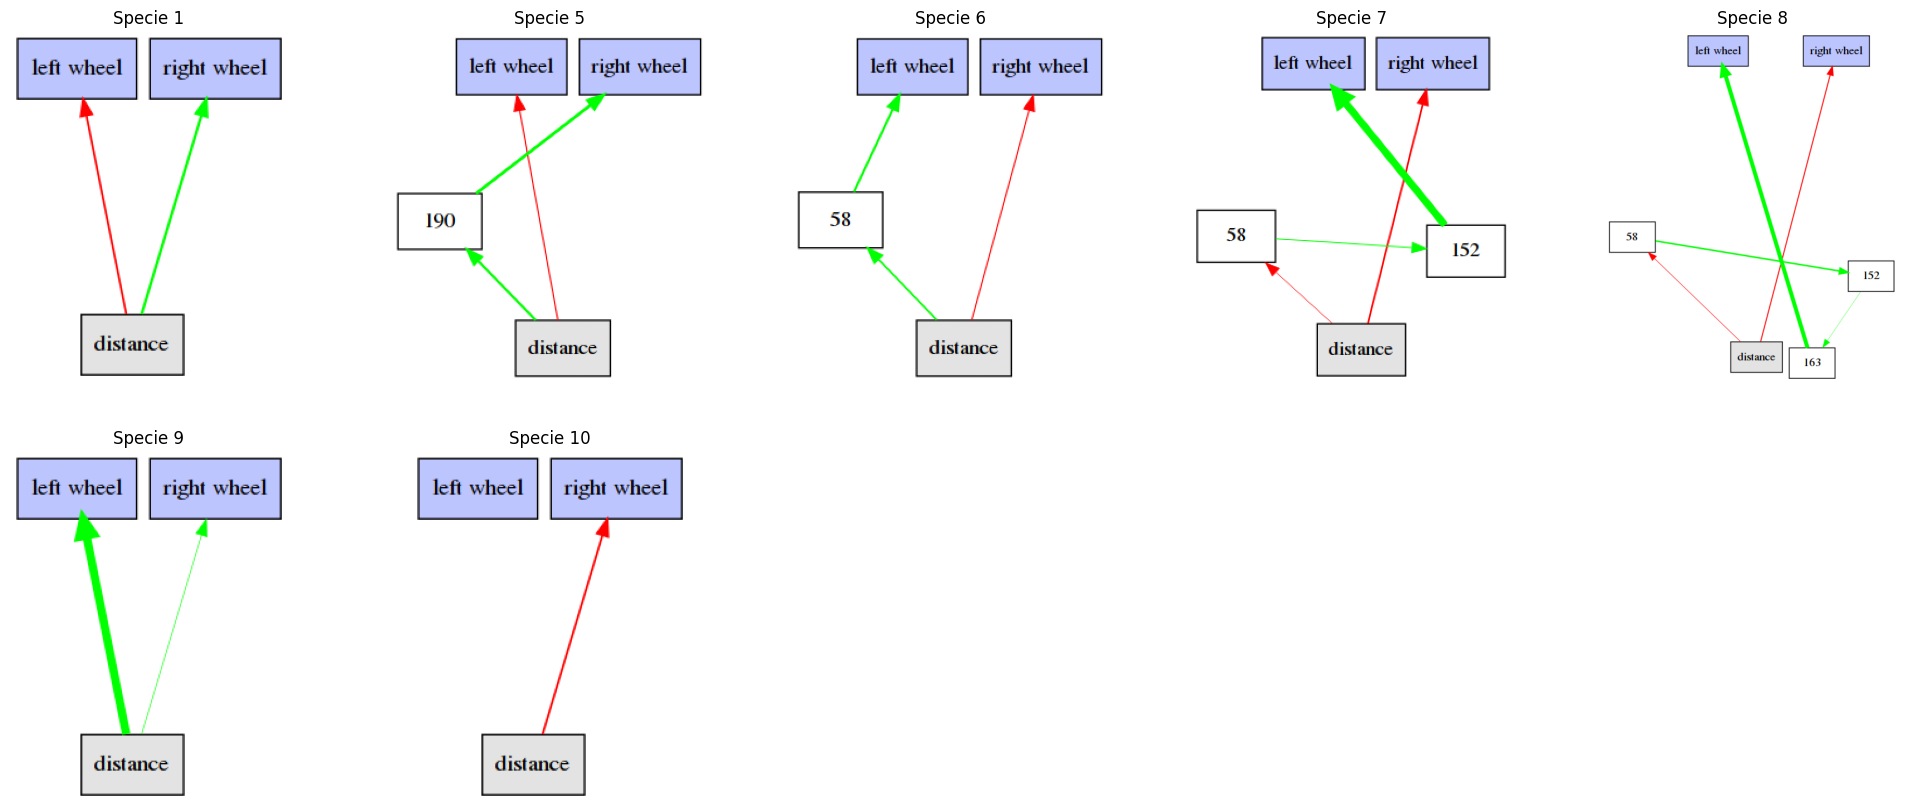 Specie 1
left wheel
right wheel
distance
Specie 5
left wheel
right wheel
190
distance
Specie 6
left wheel
right wheel
58
distance
Specie 7
left wheel
right wheel
58
152
distance
Specie 8
left wheel
right wheel
58
152
distance
163
Specie 9
left wheel
right wheel
distance
Specie 10
left wheel
right wheel
distance